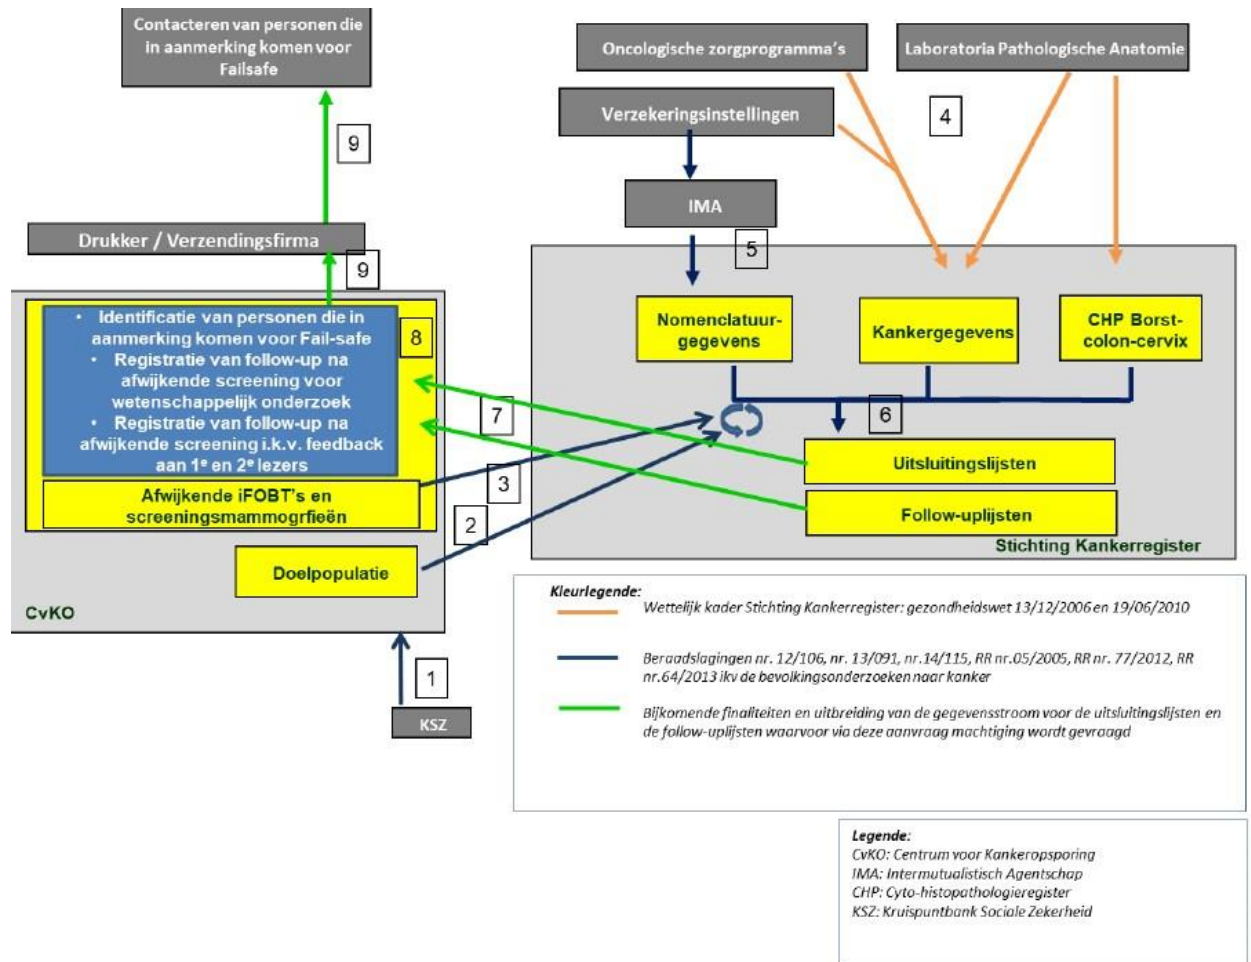 Contacteren van personen die
in aanmerking komen voor
Failsafe
Oncologische zorgprogramma's
Laboratoria Pathologische Anatomie
Verzekeringsinstellingen
4
9
IMA
Drukker / Verzendingsfirma
9
5
• Identificatie van personen die in
aanmerking komen voor Fail-safe
• Registratie van follow-up na
afwijkende screening voor
wetenschappelijk onderzoek
• Registratie van follow-up na
afwijkende screening i.k.v. feedback
aan 1e en 2e lezers
8
Nomenclatuur-
gegevens
Kankergegevens
CHP Borst-
colon-cervix
7
6
Afwijkende iFOBT's en
screeningsmammogrfieën
3
2
Uitsluitingslijsten
Follow-uplijsten
Stichting Kankerregister
Doelpopulatie
CvKO
1
KSZ
Kleurlegende:
Wettelijk kader Stichting Kankerregister: gezondheidswet 13/12/2006 en 19/06/2010
Beraadslagingen nr. 12/106, nr. 13/091, nr.14/115, RR nr.05/2005, RR nr. 77/2012, RR
nr.64/2013 ikv de bevolkingsonderzoeken naar kanker
Bijkomende finaliteiten en uitbreiding van de gegevensstroom voor de uitsluitingslijsten en
de follow-uplijsten waarvoor via deze aanvraag machtiging wordt gevraagd
Legende:
CvKO: Centrum voor Kankeropsporing
IMA: Intermutualistisch Agentschap
CHP: Cyto-histopathologieregister
KSZ: Kruispuntbank Sociale Zekerheid